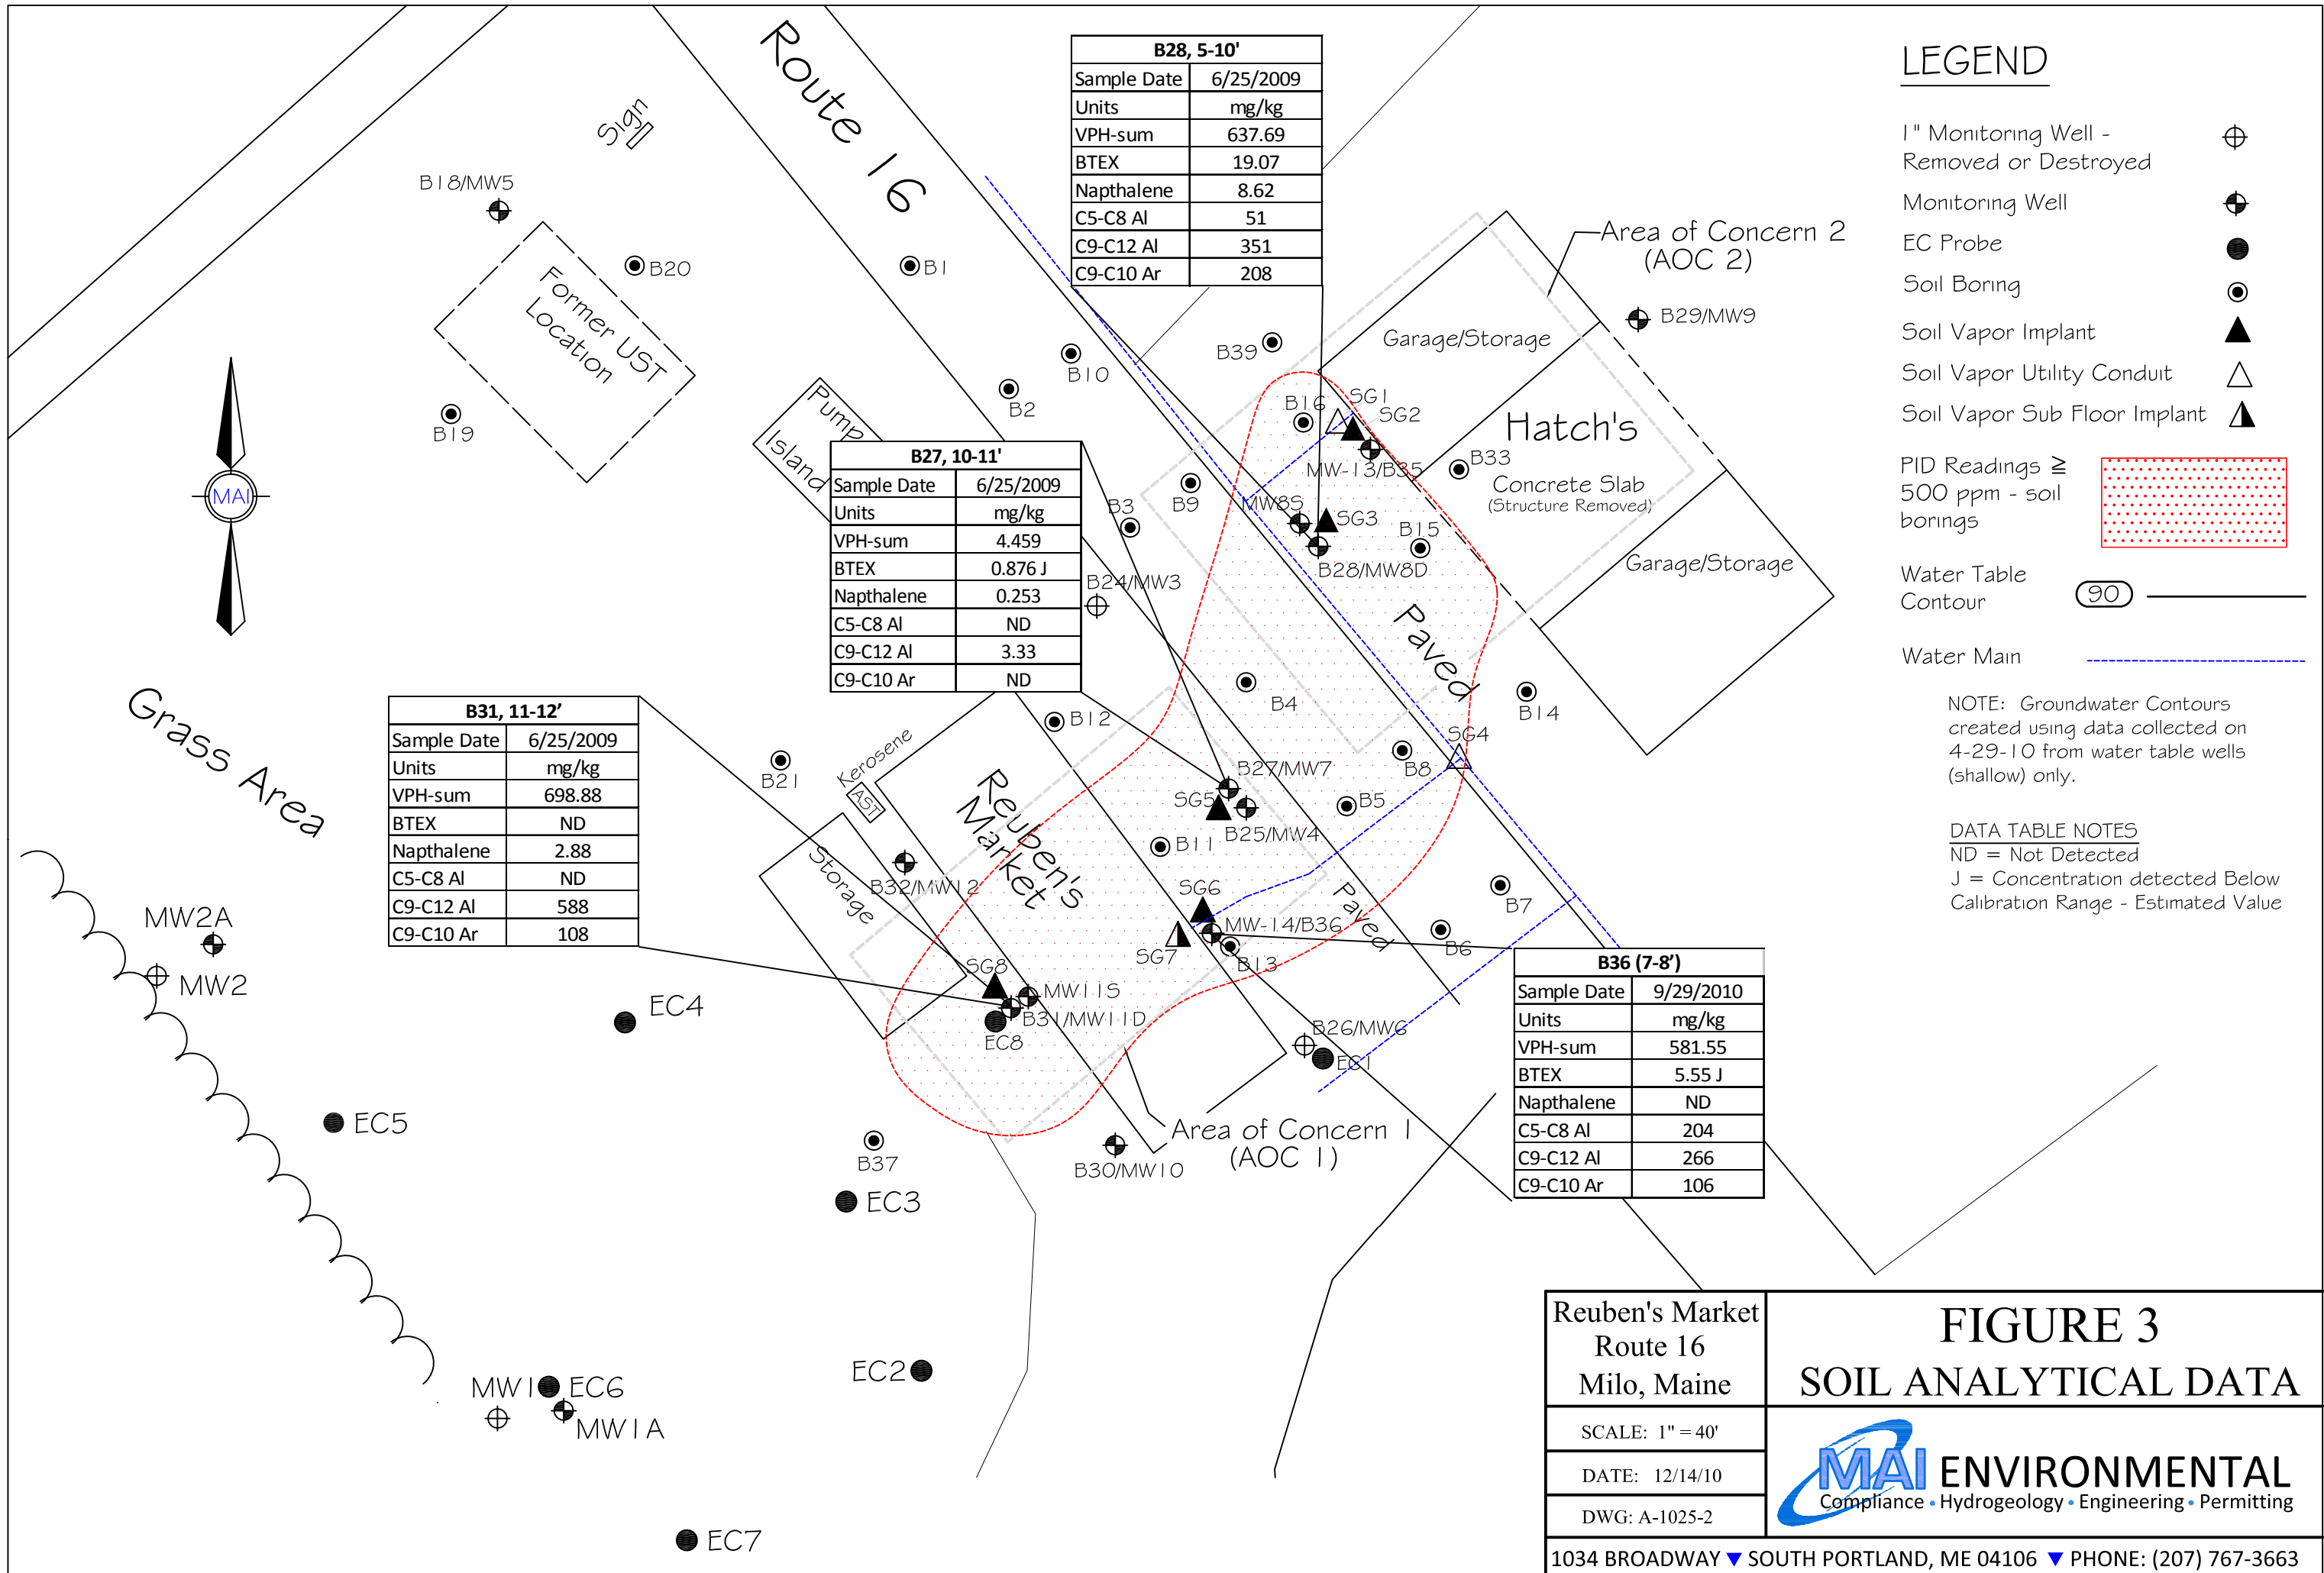 Route 16
Sign
B18/MW5
B20
B1
Former UST
Location
B19
B10
B2
Pump
Island
MAI
Grass Area
B28, 5-10'
Sample Date 6/25/2009
Units mg/kg
VPH-sum 637.69
BTEX 19.07
Napthalene 8.62
C5-C8 Al 51
C9-C12 Al 351
C9-C10 Ar 208
Area of Concern 2
(AOC 2)
B29/MW9
Garage/Storage
B39
Hatch's
Concrete Slab
(Structure Removed)
Garage/Storage
B16
SG1
SG2
MW-13/B35
B33
B9
MW8S
SG3
B15
B28/MW8D
B3
B24/MW3
B27, 10-11'
Sample Date 6/25/2009
Units mg/kg
VPH-sum 4.459
BTEX 0.876 J
Napthalene 0.253
C5-C8 Al ND
C9-C12 Al 3.33
C9-C10 Ar ND
Paved
B4
B14
B12
SG4
B8
B21
Kerosene
AST
Reuben's
Market
Storage
B27/MW7
SG5
B25/MW4
B5
B11
B32/MW12
SG6
Paved
B7
MW-14/B36
B6
SG7
B13
B31, 11-12’
Sample Date 6/25/2009
Units mg/kg
VPH-sum 698.88
BTEX ND
Napthalene 2.88
C5-C8 Al ND
C9-C12 Al 588
C9-C10 Ar 108
SG8
MW11S
B31/MW11D
EC8
B26/MW6
EC1
B36 (7-8’)
Sample Date 9/29/2010
Units mg/kg
VPH-sum 581.55
BTEX 5.55 J
Napthalene ND
C5-C8 Al 204
C9-C12 Al 266
C9-C10 Ar 106
MW2A
MW2
EC4
EC5
Area of Concern 1
(AOC 1)
B37
B30/MW10
EC3
EC2
MW1
EC6
MW1A
EC7
LEGEND
1" Monitoring Well -
Removed or Destroyed
Monitoring Well
EC Probe
Soil Boring
Soil Vapor Implant
Soil Vapor Utility Conduit
Soil Vapor Sub Floor Implant
PID Readings ≧
500 ppm - soil
borings
Water Table
Contour
90
Water Main
NOTE: Groundwater Contours
created using data collected on
4-29-10 from water table wells
(shallow) only.
DATA TABLE NOTES
ND = Not Detected
J = Concentration detected Below
Calibration Range - Estimated Value
Reuben's Market
Route 16
Milo, Maine
SCALE: 1" = 40'
DATE: 12/14/10
DWG: A-1025-2
FIGURE 3
SOIL ANALYTICAL DATA
MAI ENVIRONMENTAL
Compliance • Hydrogeology • Engineering • Permitting
1034 BROADWAY ▼ SOUTH PORTLAND, ME 04106 ▼ PHONE: (207) 767-3663